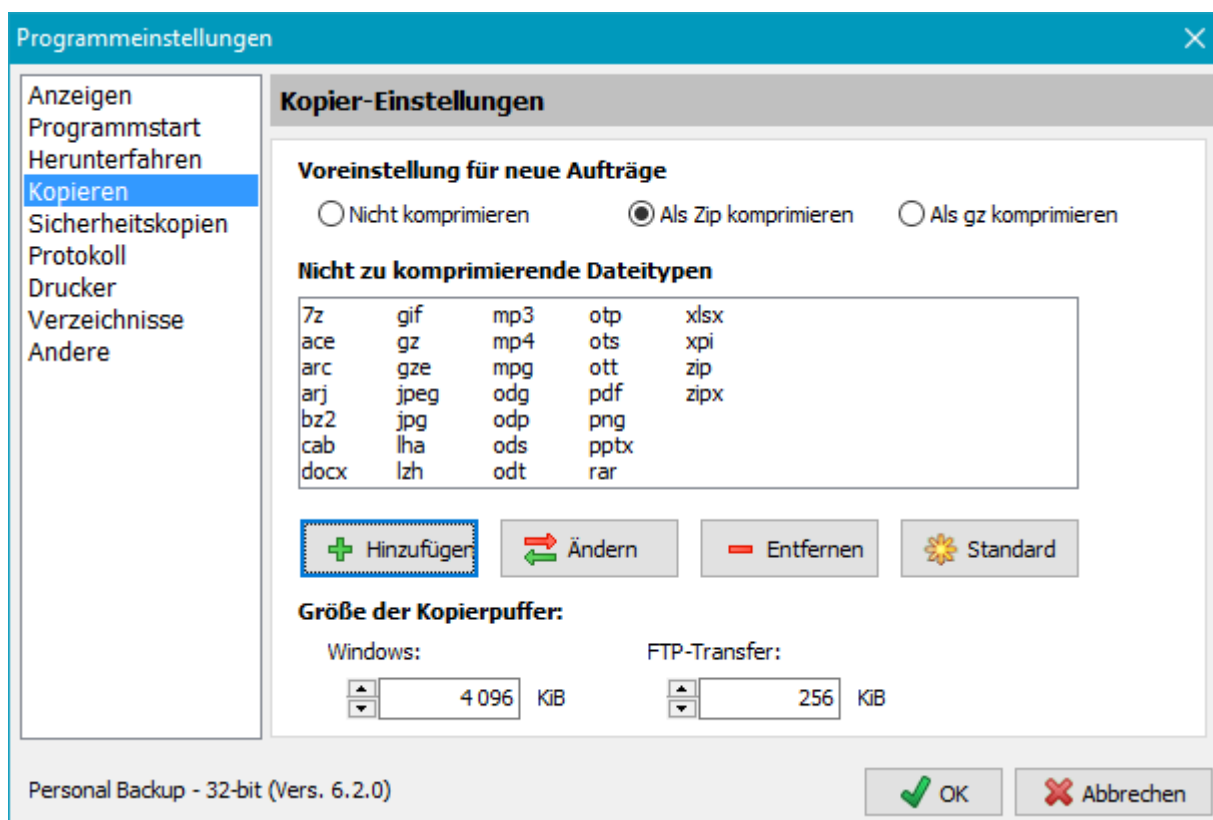 Programmeinstellungen
Anzeigen
Programmstart
Herunterfahren
Kopieren
Sicherheitskopien
Protokoll
Drucker
Verzeichnisse
Andere
Kopier-Einstellungen
Voreinstellung für neue Aufträge
Nicht komprimieren Als Zip komprimieren Als gz komprimieren
Nicht zu komprimierende Dateitypen
7z gif mp3 otp xlsx
ace gz mp4 ots xpi
arc gze mpg ott zip
arj jpeg odg pdf zipx
bz2 jpg odp png
cab lha ods pptx
docx lzh odt rar
Hinzufügen Ändern Entfernen Standard
Größe der Kopierpuffer:
Windows: FTP-Transfer:
4 096 KiB 256 KiB
Personal Backup - 32-bit (Vers. 6.2.0) OK Abbrechen